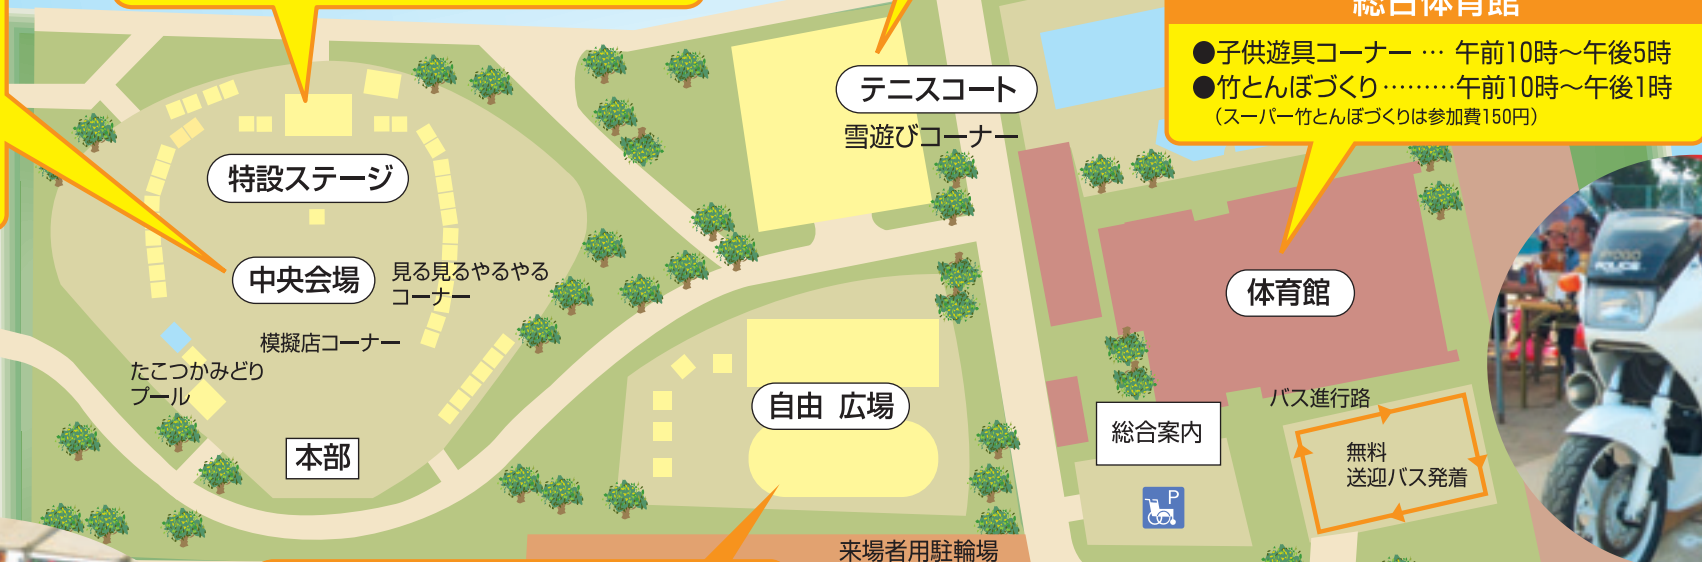 総合体育館
●子供遊具コーナー … 午前10時～午後5時
●竹とんぼづくり………午前10時～午後1時
（スーパー竹とんぼづくりは参加費150円）
テニスコート
雪遊びコーナー
特設ステージ
中央会場
見る見るやるやる
コーナー
模擬店コーナー
たこつかみどり
プール
本部
体育館
自由 広場
総合案内
P
バス進行路
無料
送迎バス発着
来場者用駐輪場
HYOGO
POLICE